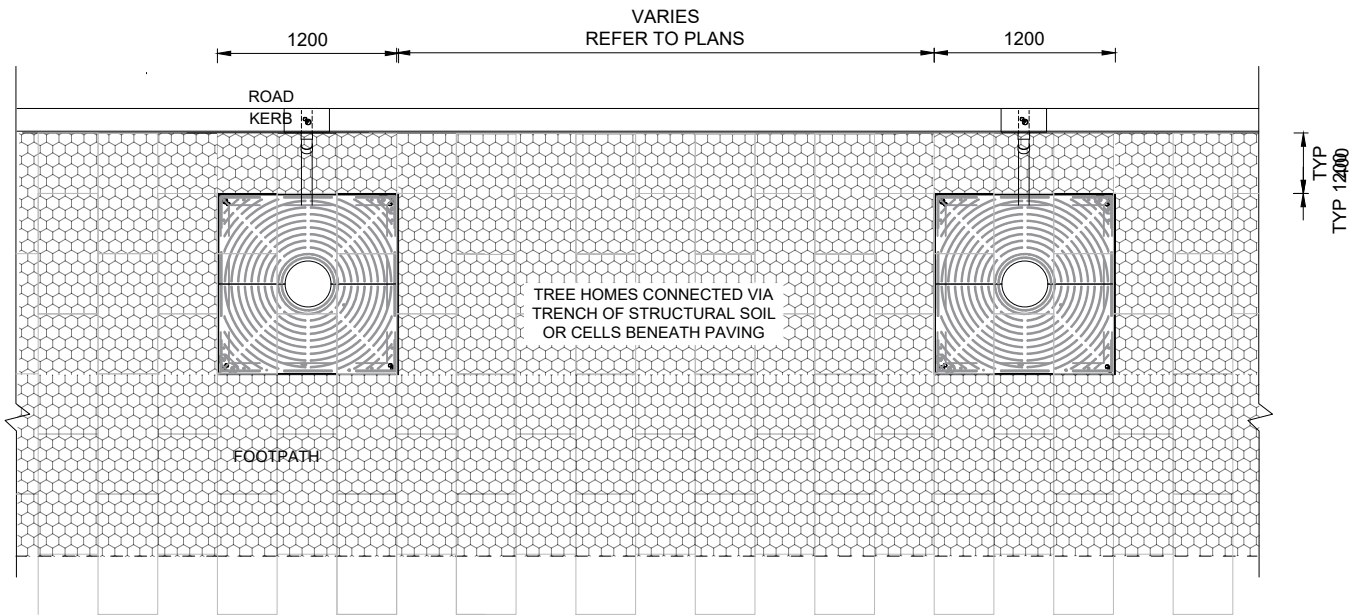 VARIES
REFER TO PLANS
1200
1200
ROAD
KERB
TYP
TYP
TREE HOMES CONNECTED VIA
TRENCH OF STRUCTURAL SOIL
OR CELLS BENEATH PAVING
FOOTPATH